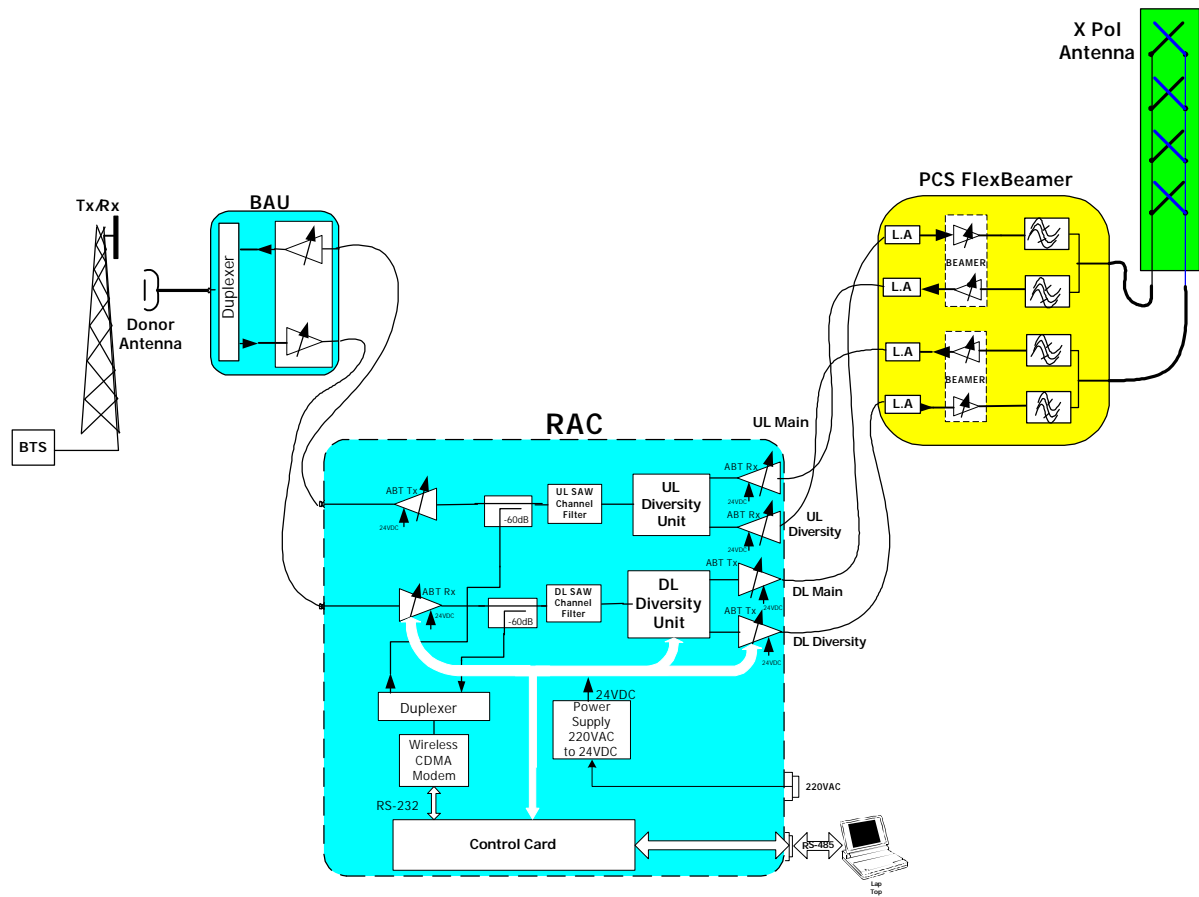 X Pol
Antenna
PCS FlexBeamer
Tx/Rx
BAU
Duplexer
Donor
Antenna
BTS
L.A
BEAMER
L.A
L.A
BEAMER
L.A
RAC
UL Main
ABT Tx
24VDC
-60dB
UL SAW
Channel
Filter
UL
Diversity
Unit
ABT Rx
24VDC
ABT Rx
24VDC
UL
Diversity
ABT Rx
24VDC
-60dB
DL SAW
Channel
Filter
DL
Diversity
Unit
ABT Tx
24VDC
DL Main
ABT Tx
24VDC
DL Diversity
Duplexer
24VDC
Power
Supply
220VAC
to 24VDC
Wireless
CDMA
Modem
220VAC
RS-232
Control Card
RS-485
Lap
Top